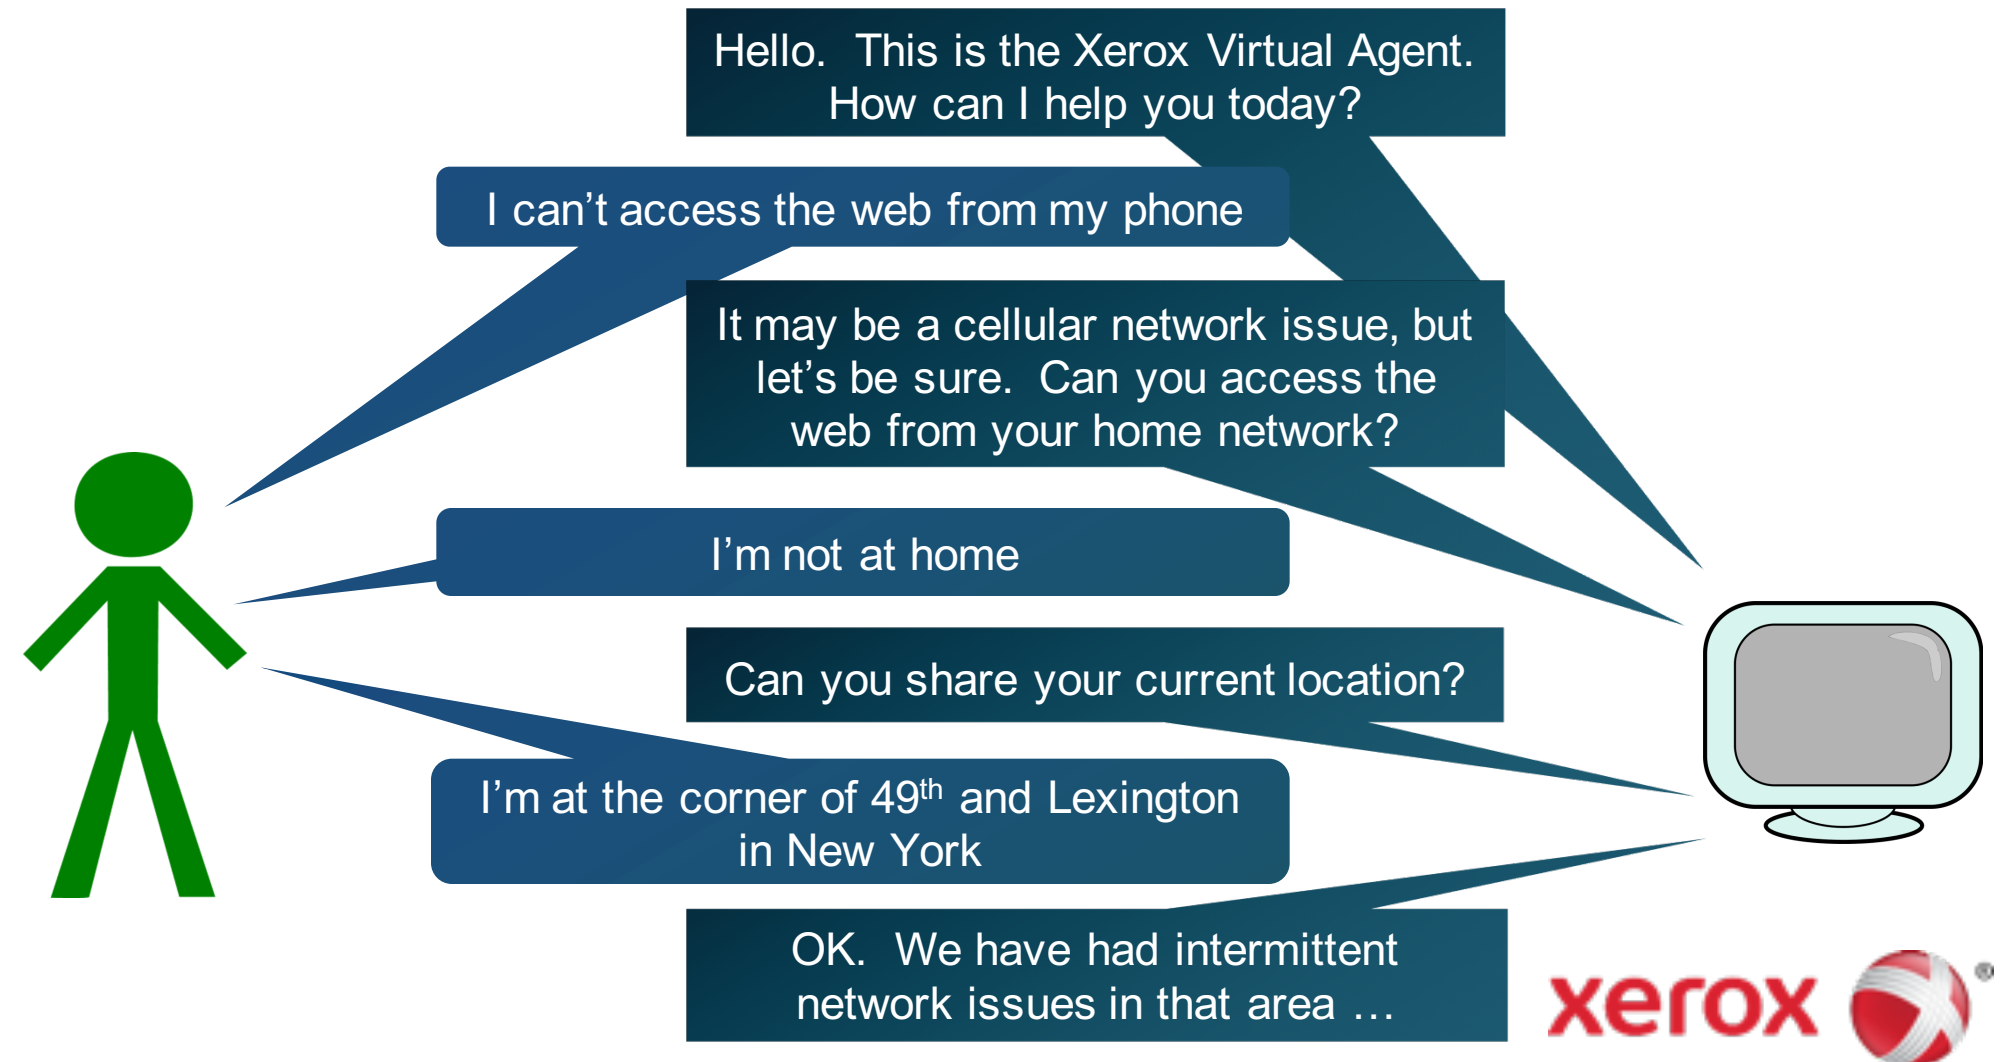 Hello.  This is the Xerox Virtual Agent.
How can I help you today?
I can’t access the web from my phone
It may be a cellular network issue, but
let’s be sure.  Can you access the
web from your home network?
I’m not at home
Can you share your current location?
I’m at the corner of 49th and Lexington
in New York
OK.  We have had intermittent
network issues in that area …
xerox ®